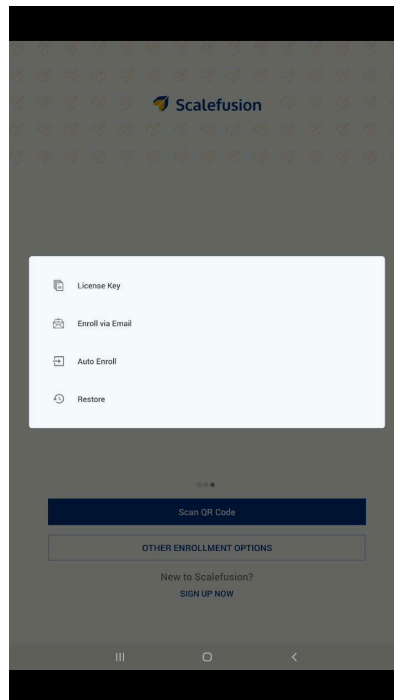 Scalefusion
License Key
Enroll via Email
Auto Enroll
Restore
Scan QR Code
OTHER ENROLLMENT OPTIONS
New to Scalefusion?
SIGN UP NOW